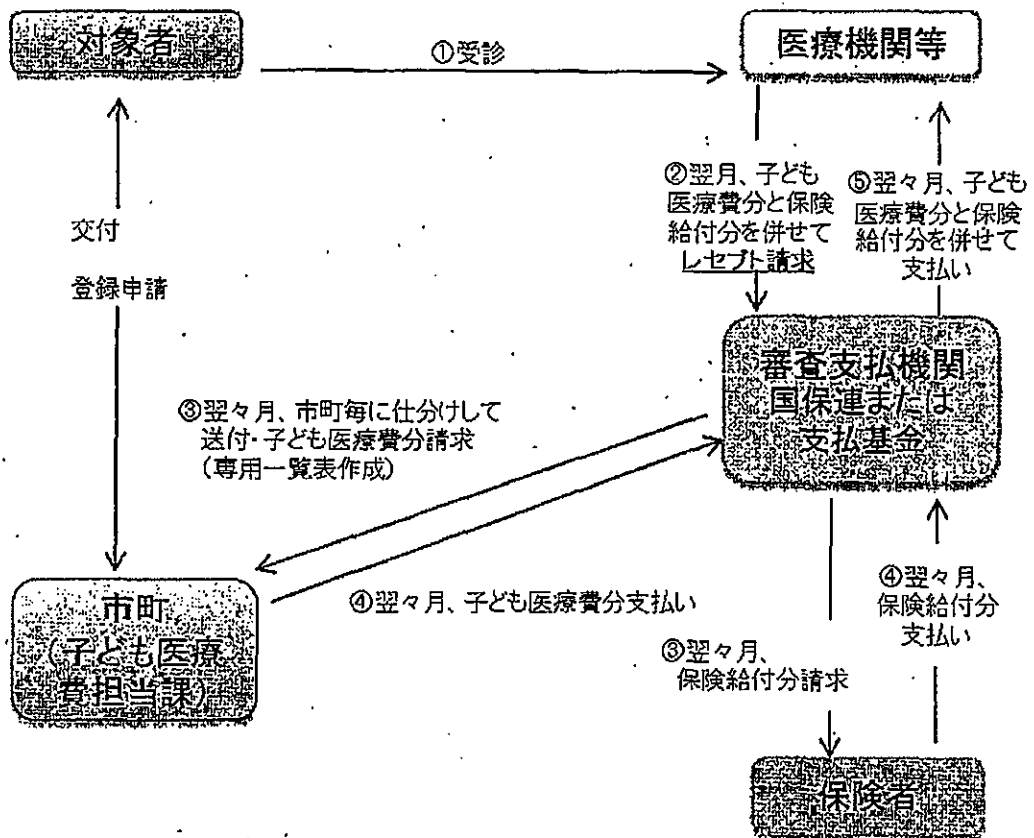 対象者
①受診
医療機関等
②翌月、子ども
医療費分と保険
給付分を併せて
レセプト請求
⑤翌々月、子ども
医療費分と保険
給付分を併せて
支払い
交付
登録申請
審査支払機関
国保連または
支払基金
③翌々月、市町毎に仕分けして
送付・子ども医療費分請求
(専用一覧表作成)
④翌々月、子ども医療費分支払い
市町
(子ども医療
費担当課)
③翌々月、
保険給付分請求
④翌々月、
保険給付分
支払い
保険者